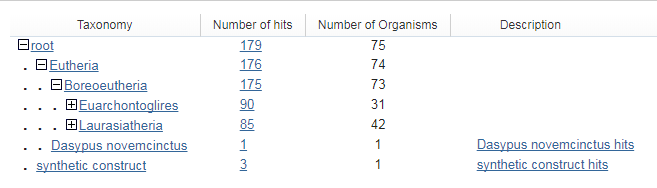 Taxonomy Number of hits Number of Organisms Description
root 179 75
. Eutheria 176 74
. . Boreoeutheria 175 73
. . . Euarchontoglires 90 31
. . . Laurasiatheria 85 42
. . Dasypus novemcinctus 1 1 Dasypus novemcinctus hits
. synthetic construct 3 1 synthetic construct hits